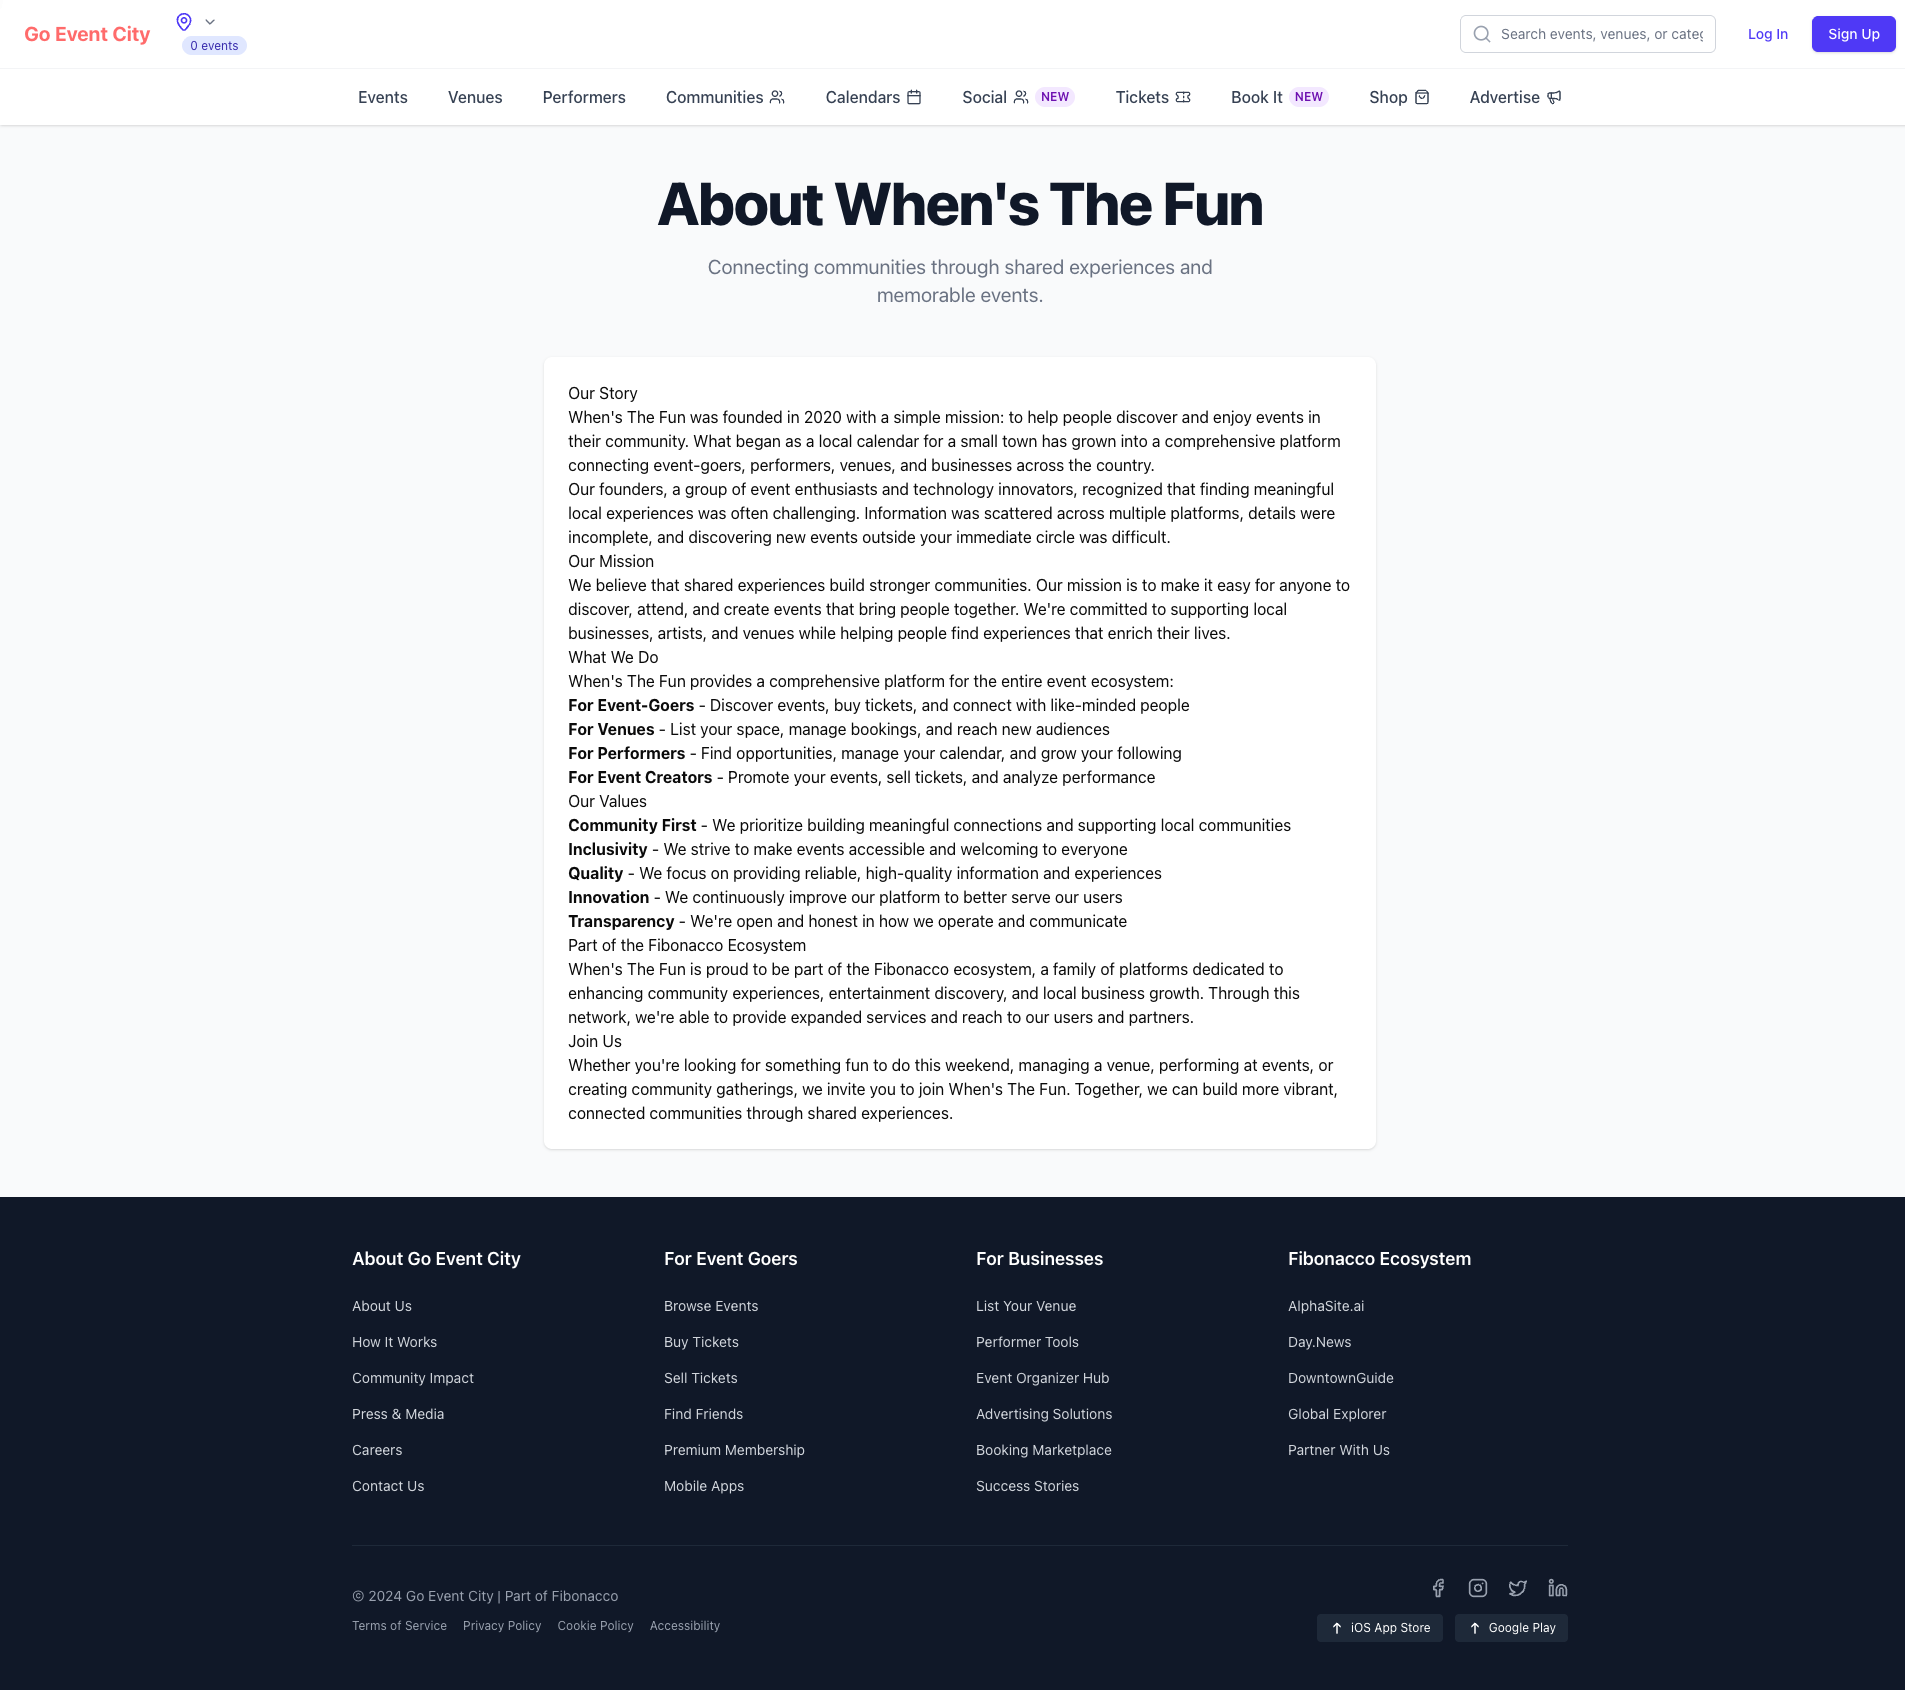 Go Event City
0 events
Search events, venues, or categ
Log In
Sign Up
Events Venues Performers Communities Calendars Social NEW Tickets Book It NEW Shop Advertise
About When's The Fun
Connecting communities through shared experiences and
memorable events.
Our Story
When's The Fun was founded in 2020 with a simple mission: to help people discover and enjoy events in
their community. What began as a local calendar for a small town has grown into a comprehensive platform
connecting event-goers, performers, venues, and businesses across the country.
Our founders, a group of event enthusiasts and technology innovators, recognized that finding meaningful
local experiences was often challenging. Information was scattered across multiple platforms, details were
incomplete, and discovering new events outside your immediate circle was difficult.
Our Mission
We believe that shared experiences build stronger communities. Our mission is to make it easy for anyone to
discover, attend, and create events that bring people together. We're committed to supporting local
businesses, artists, and venues while helping people find experiences that enrich their lives.
What We Do
When's The Fun provides a comprehensive platform for the entire event ecosystem:
For Event-Goers - Discover events, buy tickets, and connect with like-minded people
For Venues - List your space, manage bookings, and reach new audiences
For Performers - Find opportunities, manage your calendar, and grow your following
For Event Creators - Promote your events, sell tickets, and analyze performance
Our Values
Community First - We prioritize building meaningful connections and supporting local communities
Inclusivity - We strive to make events accessible and welcoming to everyone
Quality - We focus on providing reliable, high-quality information and experiences
Innovation - We continuously improve our platform to better serve our users
Transparency - We're open and honest in how we operate and communicate
Part of the Fibonacco Ecosystem
When's The Fun is proud to be part of the Fibonacco ecosystem, a family of platforms dedicated to
enhancing community experiences, entertainment discovery, and local business growth. Through this
network, we're able to provide expanded services and reach to our users and partners.
Join Us
Whether you're looking for something fun to do this weekend, managing a venue, performing at events, or
creating community gatherings, we invite you to join When's The Fun. Together, we can build more vibrant,
connected communities through shared experiences.
About Go Event City
About Us
How It Works
Community Impact
Press & Media
Careers
Contact Us
For Event Goers
Browse Events
Buy Tickets
Sell Tickets
Find Friends
Premium Membership
Mobile Apps
For Businesses
List Your Venue
Performer Tools
Event Organizer Hub
Advertising Solutions
Booking Marketplace
Success Stories
Fibonacco Ecosystem
AlphaSite.ai
Day.News
DowntownGuide
Global Explorer
Partner With Us
© 2024 Go Event City | Part of Fibonacco
Terms of Service Privacy Policy Cookie Policy Accessibility
iOS App Store
Google Play